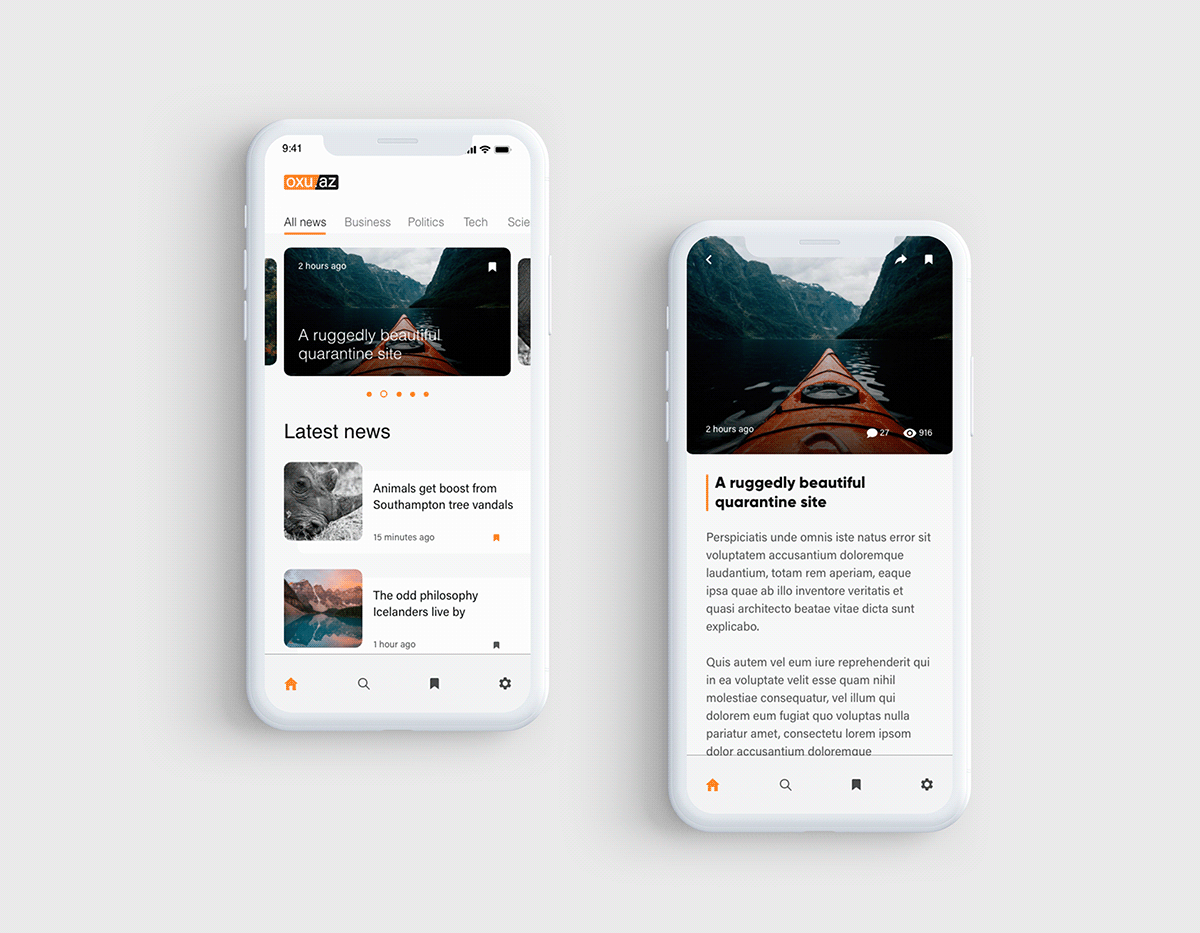 9:41
oxu.az
All news Business Politics Tech Scie
2 hours ago
A ruggedly beautiful
quarantine site
Latest news
Animals get boost from
Southampton tree vandals
15 minutes ago
The odd philosophy
Icelanders live by
1 hour ago
2 hours ago 27 916
A ruggedly beautiful
quarantine site
Perspiciatis unde omnis iste natus error sit
voluptatem accusantium doloremque
laudantium, totam rem aperiam, eaque
ipsa quae ab illo inventore veritatis et
quasi architecto beatae vitae dicta sunt
explicabo.
Quis autem vel eum iure reprehenderit qui
in ea voluptate velit esse quam nihil
molestiae consequatur, vel illum qui
dolorem eum fugiat quo voluptas nulla
pariatur amet, consectetu lorem ipsom
dolor accusantium doloremque